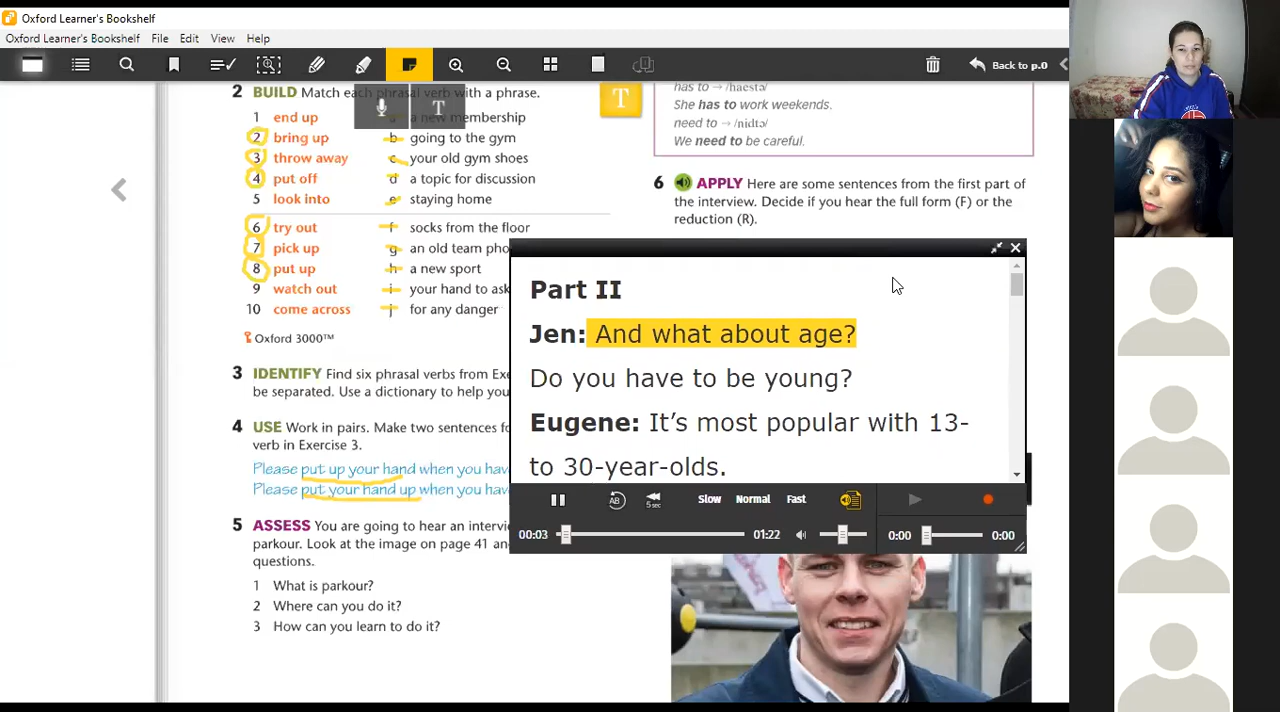 Oxford Learner's Bookshelf
Oxford Learner's Bookshelf File Edit View Help
Back to p.0
T
T
2 BUILD Match each phrasal verb with a phrase.
1 end up a new membership
2 bring up b going to the gym
3 throw away c your old gym shoes
4 put off d a topic for discussion
5 look into e staying home
6 try out f socks from the floor
7 pick up g an old team pho
8 put up h a new sport
9 watch out i your hand to ask
10 come across j for any danger
Oxford 3000™
3 IDENTIFY Find six phrasal verbs from Exe
be separated. Use a dictionary to help you
4 USE Work in pairs. Make two sentences fo
verb in Exercise 3.
Please put up your hand when you hav
Please put your hand up when you hav
5 ASSESS You are going to hear an intervi
parkour. Look at the image on page 41 an
questions.
1 What is parkour?
2 Where can you do it?
3 How can you learn to do it?
has to → /hæstə/
She has to work weekends.
need to → /nidtə/
We need to be careful.
6 APPLY Here are some sentences from the first part of
the interview. Decide if you hear the full form (F) or the
reduction (R).
Part II
Jen: And what about age?
Do you have to be young?
Eugene: It's most popular with 13-
to 30-year-olds.
AB 5 sec Slow Normal Fast
00:03 01:22 0:00 0:00